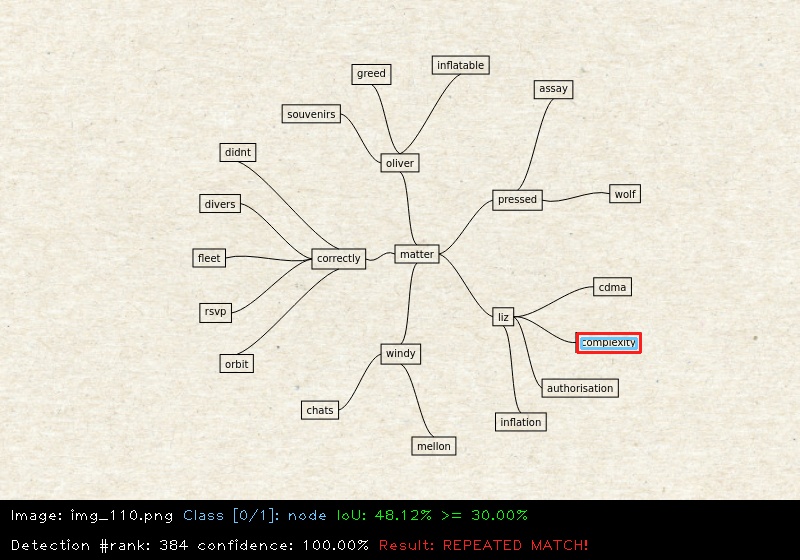 inflatable
greed
assay
souvenirs
didnt
oliver
wolf
pressed
divers
matter
fleet
correctly
cdma
rsvp
liz
complexity
windy
orbit
authorisation
chats
inflation
mellon
Image: img_110.png Class [0/1]: node IoU: 48.12% >= 30.00%
Detection #rank: 384 confidence: 100.00% Result: REPEATED MATCH!